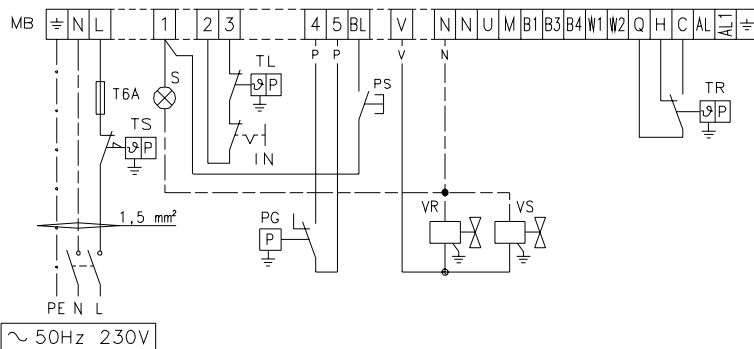 MB ⏚ N L 1 2 3 4 5 BL V N N U M B1 B3 B4 W1 W2 Q H C AL AL1 ⏚
P P V N
S TL PS
T6A ϑ P TR
TS ϑ P
ϑ P IN
1,5 mm² PG VR VS
P
PE N L
~ 50Hz 230V